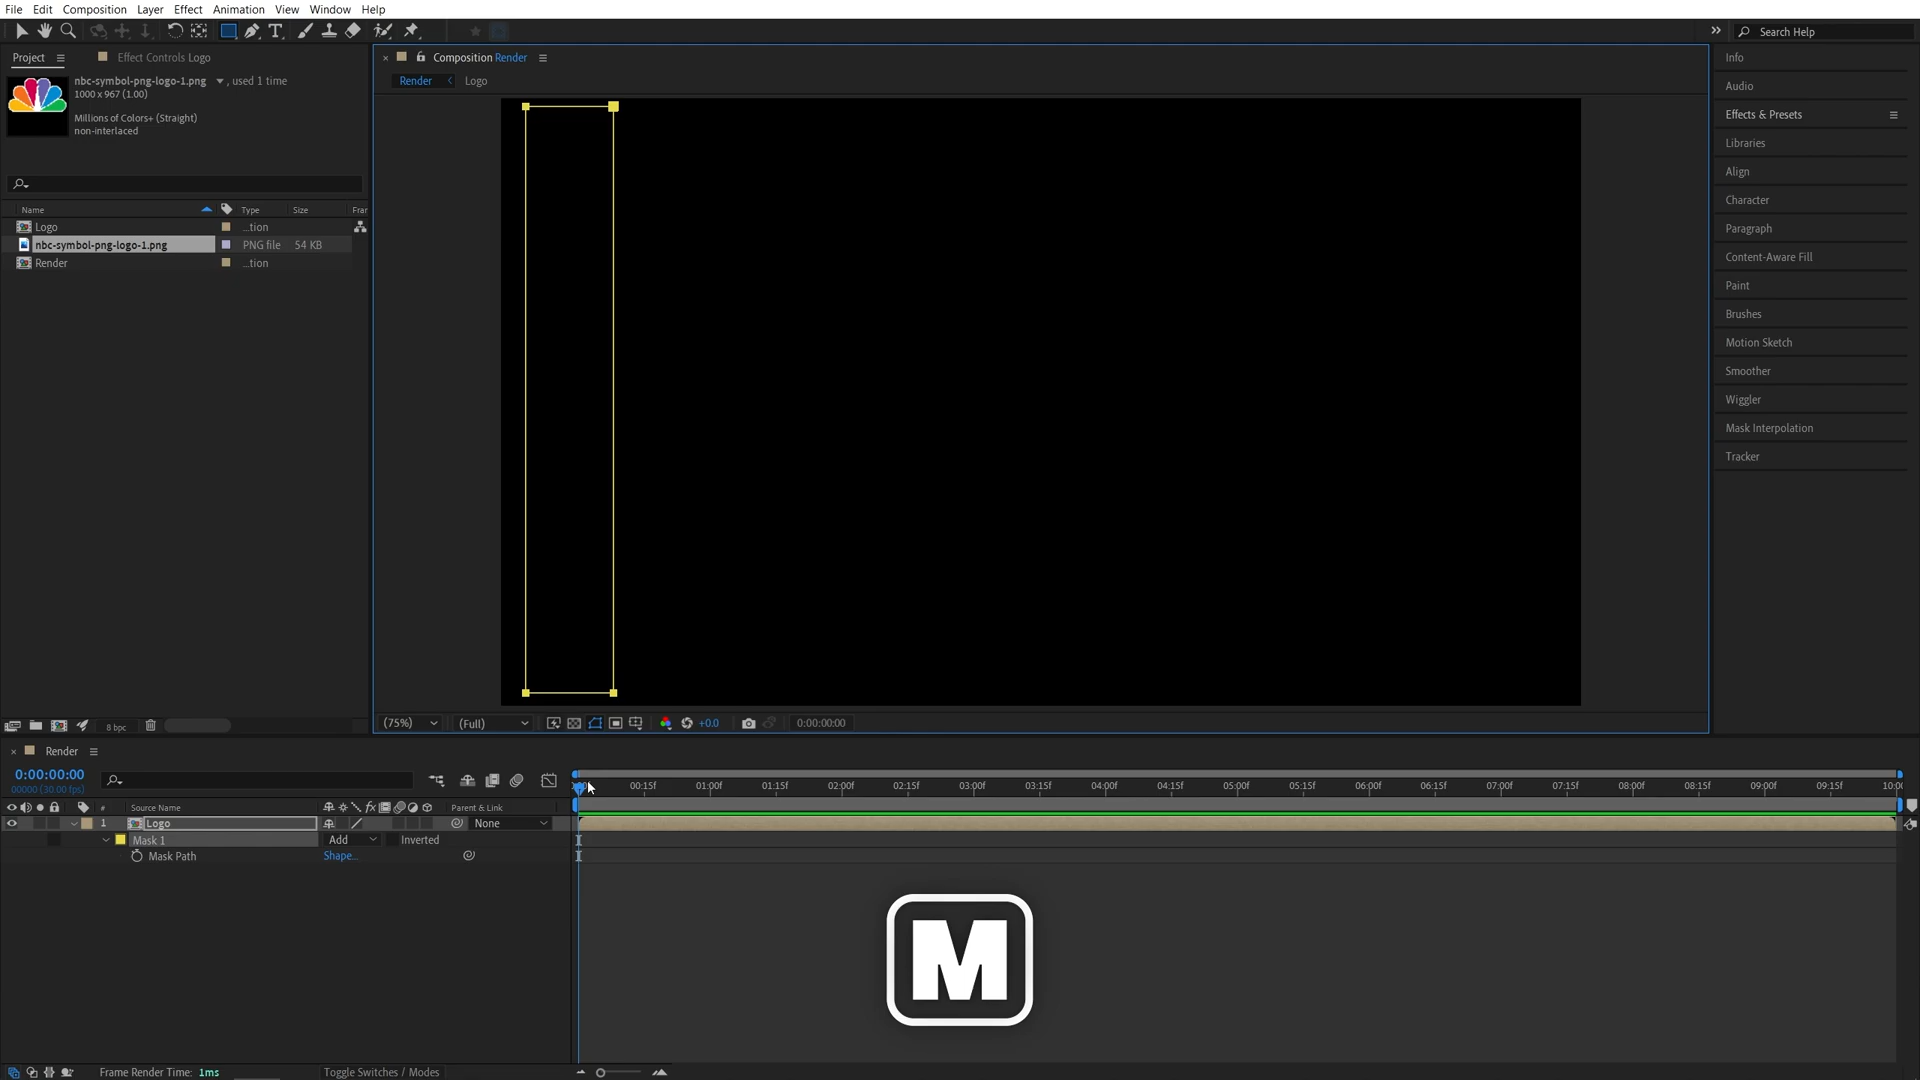 File Edit Composition Layer Effect Animation View Window Help
Search Help
Project Effect Controls Logo
Composition Render
Render Logo
nbc-symbol-png-logo-1.png , used 1 time
1000 x 967 (1.00)
Millions of Colors+ (Straight)
non-interlaced
Name Type Size Frar
Logo ...tion
nbc-symbol-png-logo-1.png PNG file 54 KB
Render ...tion
8 bpc
(75%) (Full) +0.0 0:00:00:00
Info
Audio
Effects & Presets
Libraries
Align
Character
Paragraph
Content-Aware Fill
Paint
Brushes
Motion Sketch
Smoother
Wiggler
Mask Interpolation
Tracker
Render
0:00:00:00
00000 (30.00 fps)
00:15f 01:00f 01:15f 02:00f 02:15f 03:00f 03:15f 04:00f 04:15f 05:00f 05:15f 06:00f 06:15f 07:00f 07:15f 08:00f 08:15f 09:00f 09:15f 10:00
# Source Name fx Parent & Link
1 Logo None
Mask 1 Add Inverted
Mask Path Shape...
M
Frame Render Time: 1ms Toggle Switches / Modes